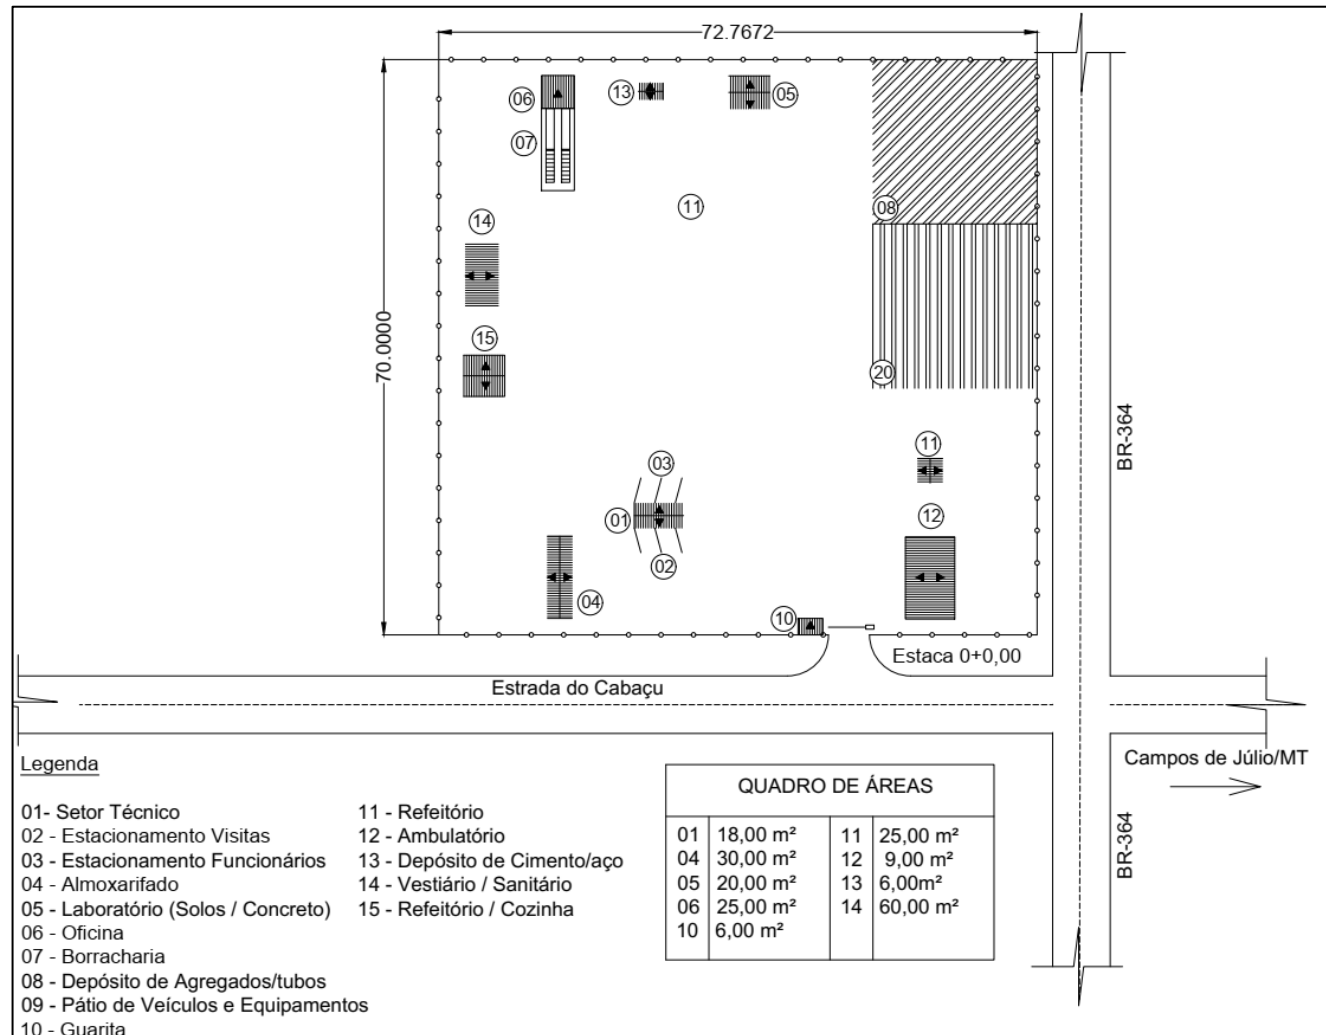 72.7672
06
13
05
07
11
08
14
70.0000
15
20
BR-364
03
11
01
12
02
04
10
Estaca 0+0,00
Estrada do Cabaçu
Campos de Júlio/MT
BR-364
Legenda
01- Setor Técnico
02 - Estacionamento Visitas
03 - Estacionamento Funcionários
04 - Almoxarifado
05 - Laboratório (Solos / Concreto)
06 - Oficina
07 - Borracharia
08 - Depósito de Agregados/tubos
09 - Pátio de Veículos e Equipamentos
10 - Guarita
11 - Refeitório
12 - Ambulatório
13 - Depósito de Cimento/aço
14 - Vestiário / Sanitário
15 - Refeitório / Cozinha
QUADRO DE ÁREAS
01 18,00 m² 11 25,00 m²
04 30,00 m² 12 9,00 m²
05 20,00 m² 13 6,00m²
06 25,00 m² 14 60,00 m²
10 6,00 m²